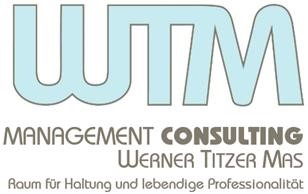 WTM
MANAGEMENT CONSULTING
WERNER TITZER MAS
Raum für Haltung und lebendige Professionalität